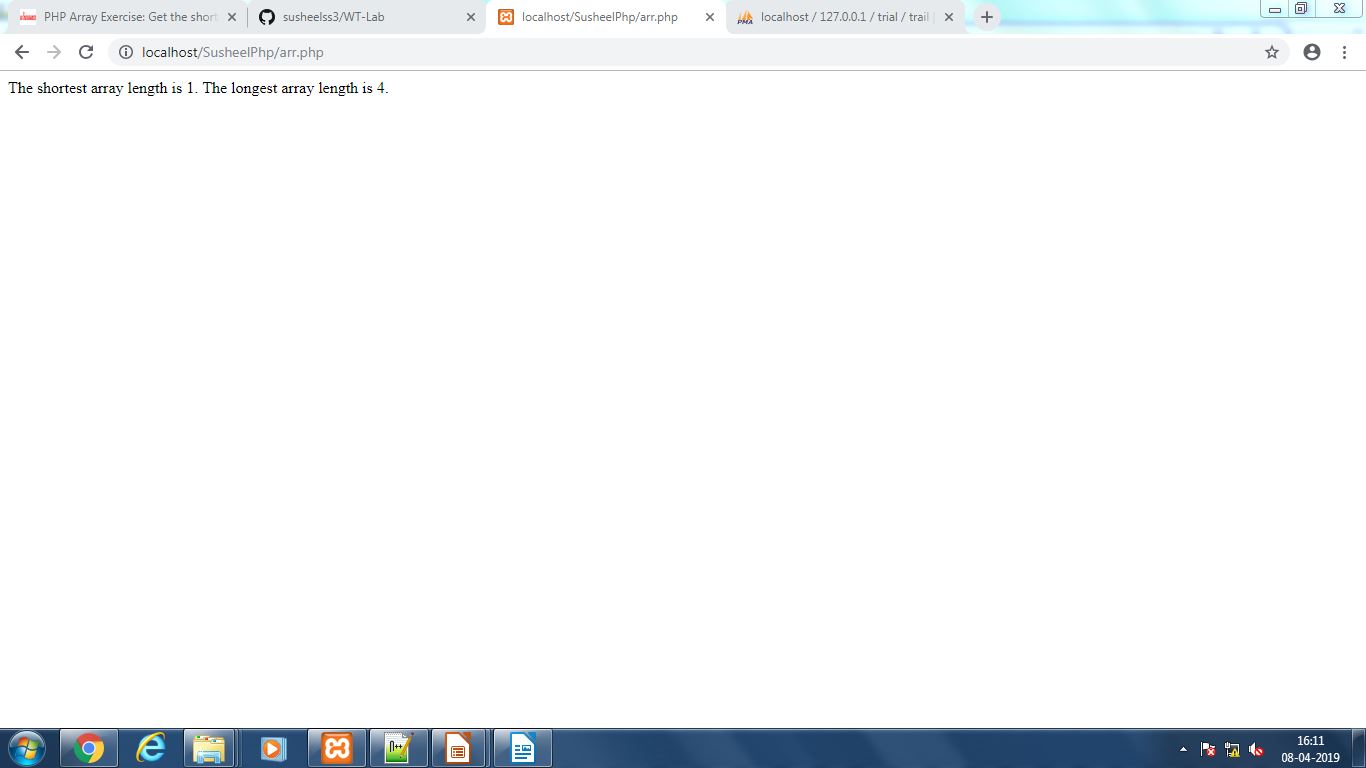 PHP Array Exercise: Get the short
susheelss3/WT-Lab
localhost/SusheelPhp/arr.php
localhost / 127.0.0.1 / trial / trail
localhost/SusheelPhp/arr.php
The shortest array length is 1. The longest array length is 4.
16:11
08-04-2019